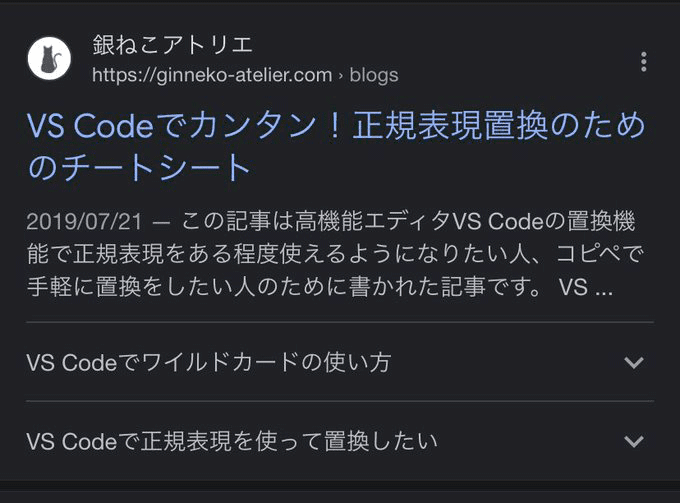 銀ねこアトリエ
https://ginneko-atelier.com › blogs
VS Codeでカンタン！正規表現置換のため
のチートシート
2019/07/21 — この記事は高機能エディタVS Codeの置換機
能で正規表現をある程度使えるようになりたい人、コピペで
手軽に置換をしたい人のために書かれた記事です。 VS ...
VS Codeでワイルドカードの使い方
VS Codeで正規表現を使って置換したい